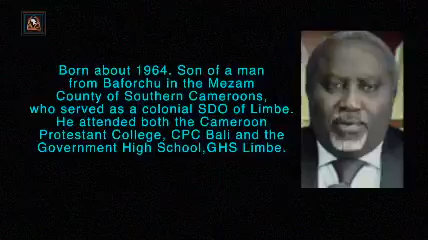 Born about 1964, Son of a man
from Baforchu in the Mezam
County of Southern Cameroons,
who served as a colonial SDO of Limbe.
He attended both the Cameroon
Protestant College, CPC Bali and the
Government High School,GHS Limbe.